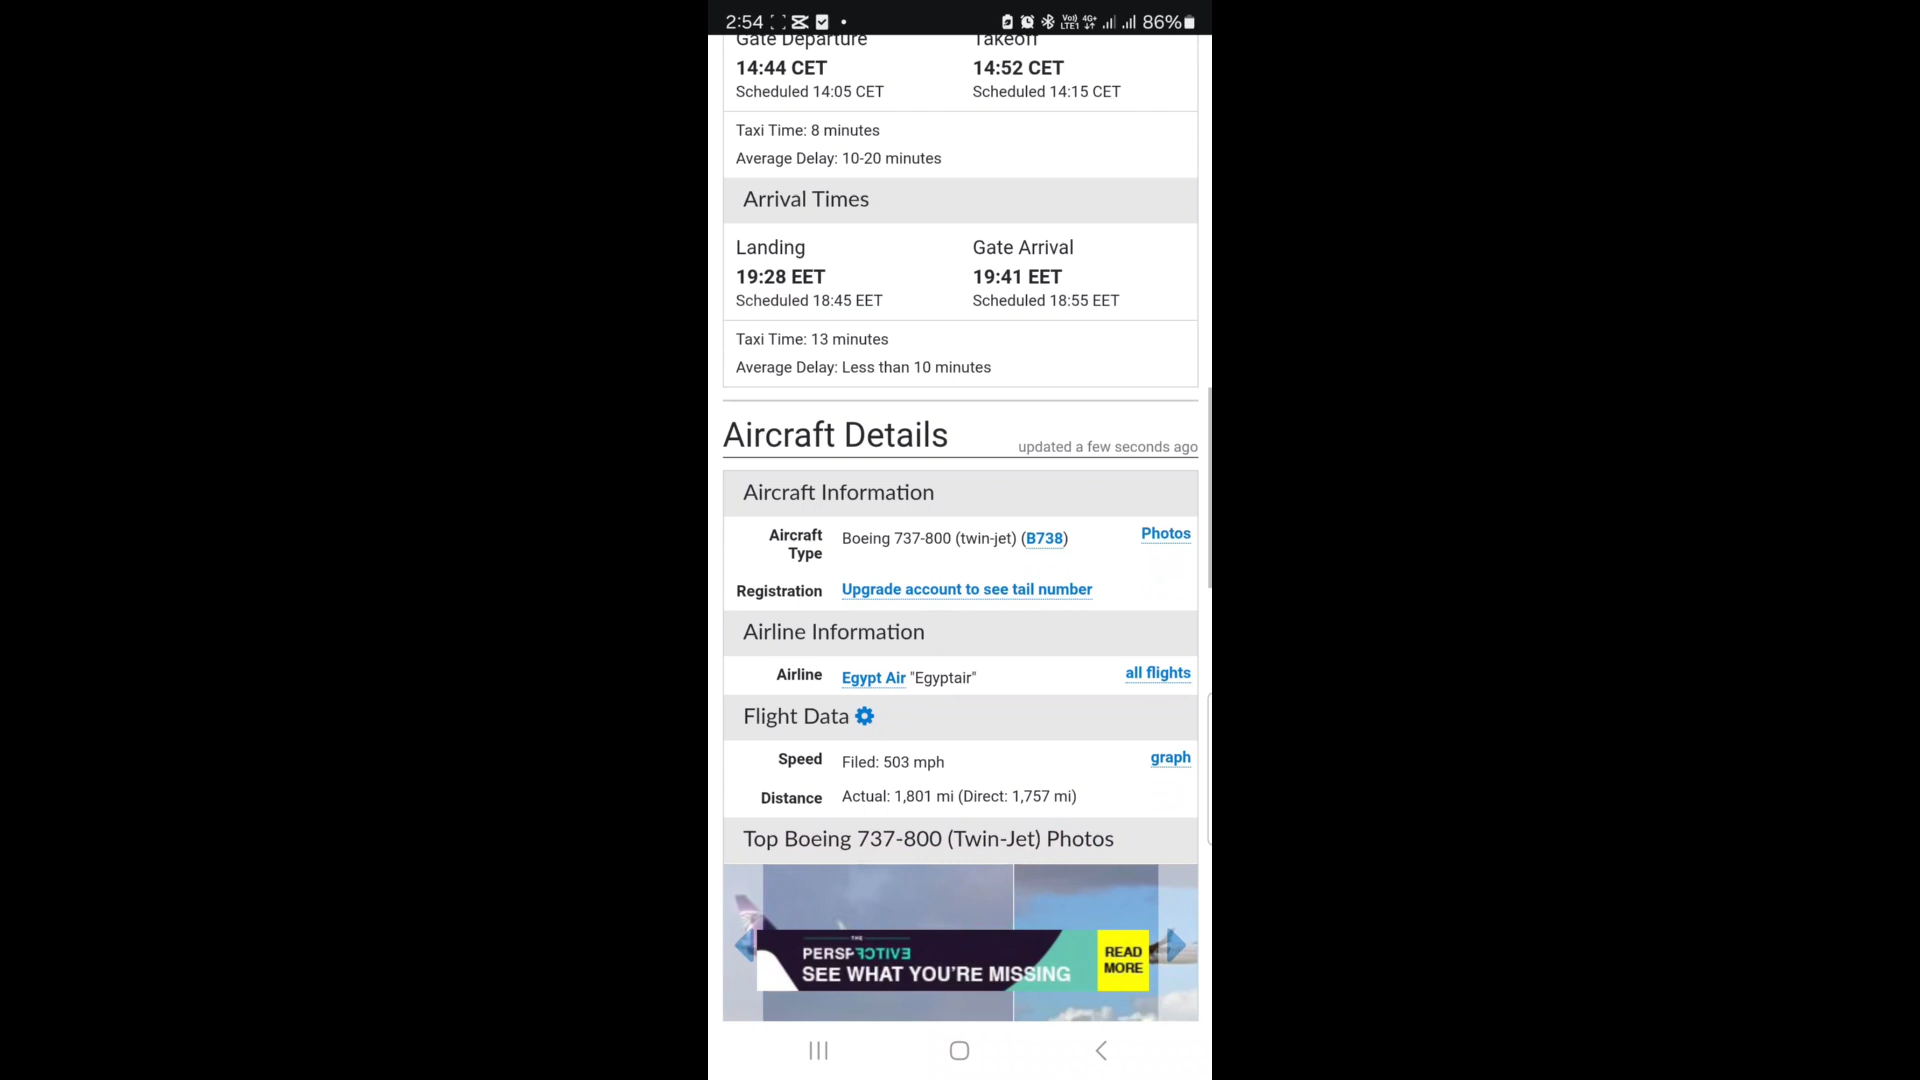 2:54
VoLTE1 4G+ 86%
Gate Departure Takeoff
14:44 CET 14:52 CET
Scheduled 14:05 CET Scheduled 14:15 CET
Taxi Time: 8 minutes
Average Delay: 10-20 minutes
Arrival Times
Landing Gate Arrival
19:28 EET 19:41 EET
Scheduled 18:45 EET Scheduled 18:55 EET
Taxi Time: 13 minutes
Average Delay: Less than 10 minutes
Aircraft Details
updated a few seconds ago
Aircraft Information
Aircraft Type Boeing 737-800 (twin-jet) (B738) Photos
Registration Upgrade account to see tail number
Airline Information
Airline Egypt Air "Egyptair" all flights
Flight Data
Speed Filed: 503 mph graph
Distance Actual: 1,801 mi (Direct: 1,757 mi)
Top Boeing 737-800 (Twin-Jet) Photos
THE
PERSPECTIVE
SEE WHAT YOU'RE MISSING
READ
MORE